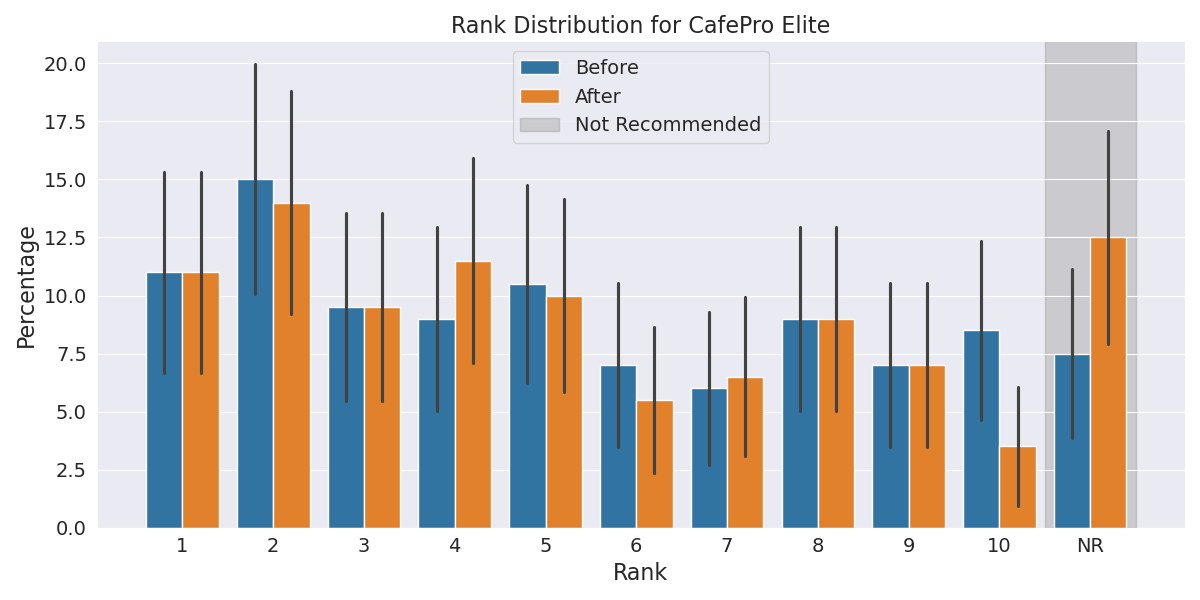 Rank Distribution for CafePro Elite
Before
After
Not Recommended
Percentage
20.0
17.5
15.0
12.5
10.0
7.5
5.0
2.5
0.0
1 2 3 4 5 6 7 8 9 10 NR
Rank